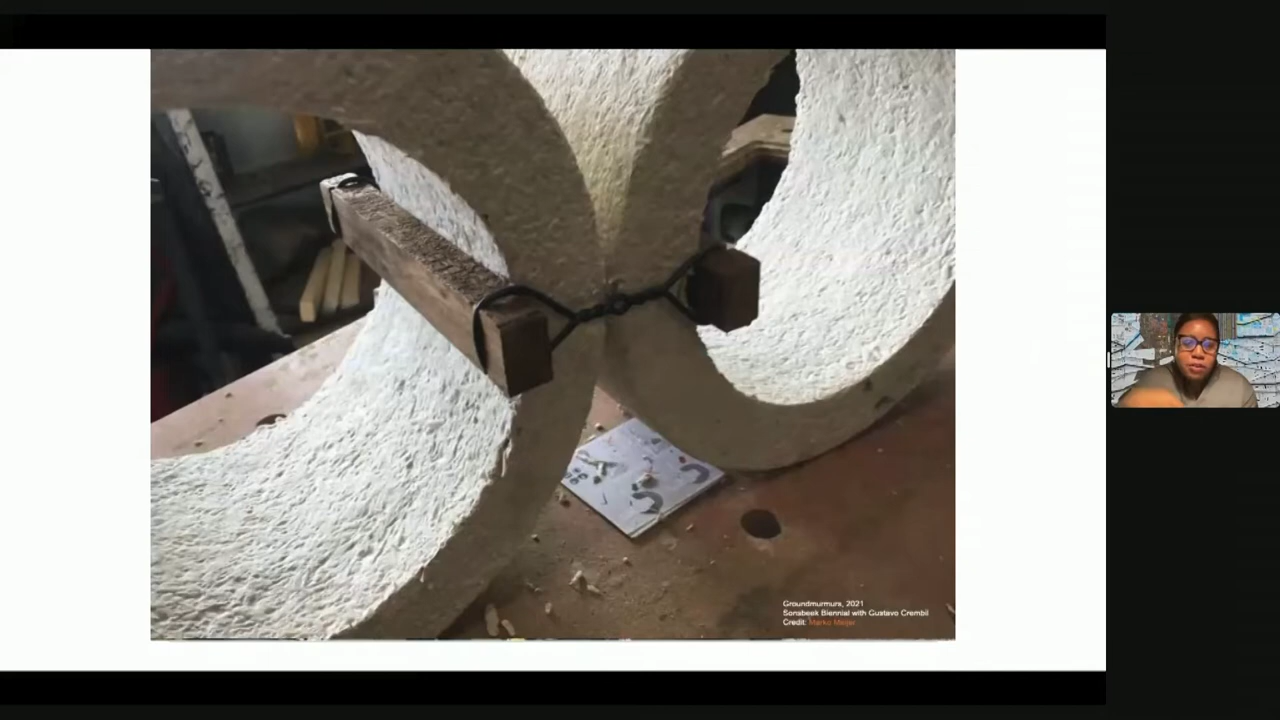 Groundmurmurs, 2021
Sonsbeek Biennial with Gustavo Crembil
Credit: Marko Meijer